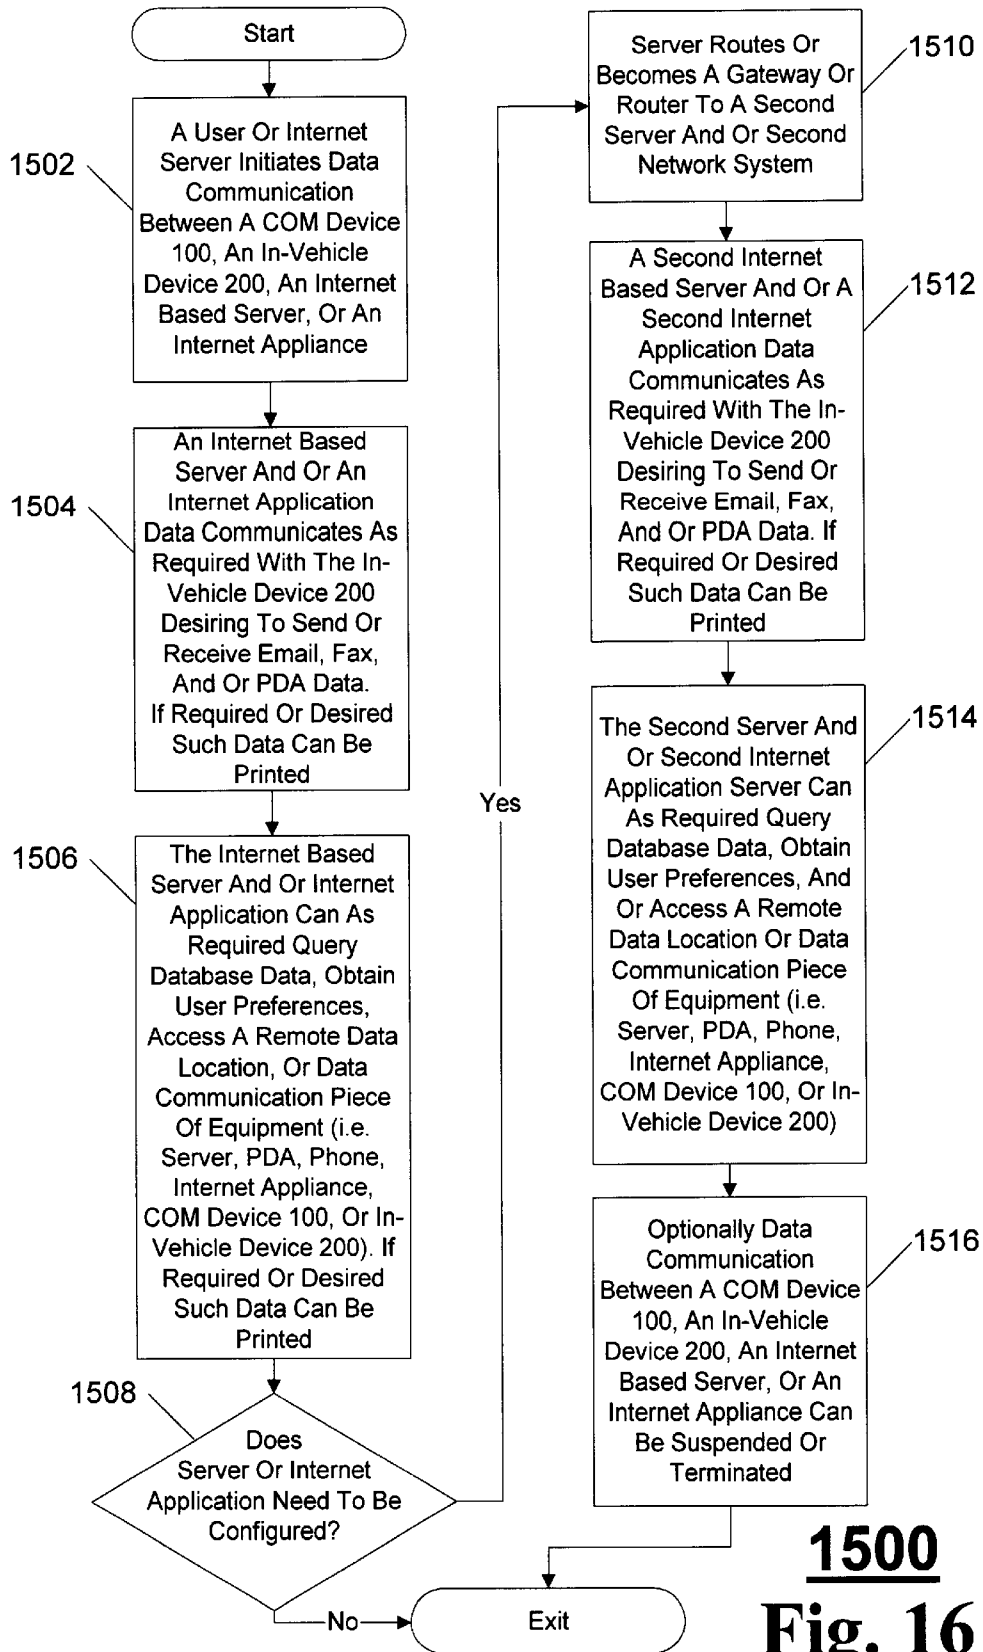 Start
1502
A User Or Internet
Server Initiates Data
Communication
Between A COM Device
100, An In-Vehicle
Device 200, An Internet
Based Server, Or An
Internet Appliance
1504
An Internet Based
Server And Or An
Internet Application
Data Communicates As
Required With The In-
Vehicle Device 200
Desiring To Send Or
Receive Email, Fax,
And Or PDA Data.
If Required Or Desired
Such Data Can Be
Printed
1506
The Internet Based
Server And Or Internet
Application Can As
Required Query
Database Data, Obtain
User Preferences,
Access A Remote Data
Location, Or Data
Communication Piece
Of Equipment (i.e.
Server, PDA, Phone,
Internet Appliance,
COM Device 100, Or In-
Vehicle Device 200). If
Required Or Desired
Such Data Can Be
Printed
1508
Does
Server Or Internet
Application Need To Be
Configured?
Yes
No
Server Routes Or
Becomes A Gateway Or
Router To A Second
Server And Or Second
Network System
1510
A Second Internet
Based Server And Or A
Second Internet
Application Data
Communicates As
Required With The In-
Vehicle Device 200
Desiring To Send Or
Receive Email, Fax,
And Or PDA Data. If
Required Or Desired
Such Data Can Be
Printed
1512
The Second Server And
Or Second Internet
Application Server Can
As Required Query
Database Data, Obtain
User Preferences, And
Or Access A Remote
Data Location Or Data
Communication Piece
Of Equipment (i.e.
Server, PDA, Phone,
Internet Appliance,
COM Device 100, Or In-
Vehicle Device 200)
1514
Optionally Data
Communication
Between A COM Device
100, An In-Vehicle
Device 200, An Internet
Based Server, Or An
Internet Appliance Can
Be Suspended Or
Terminated
1516
Exit
1500
Fig. 16